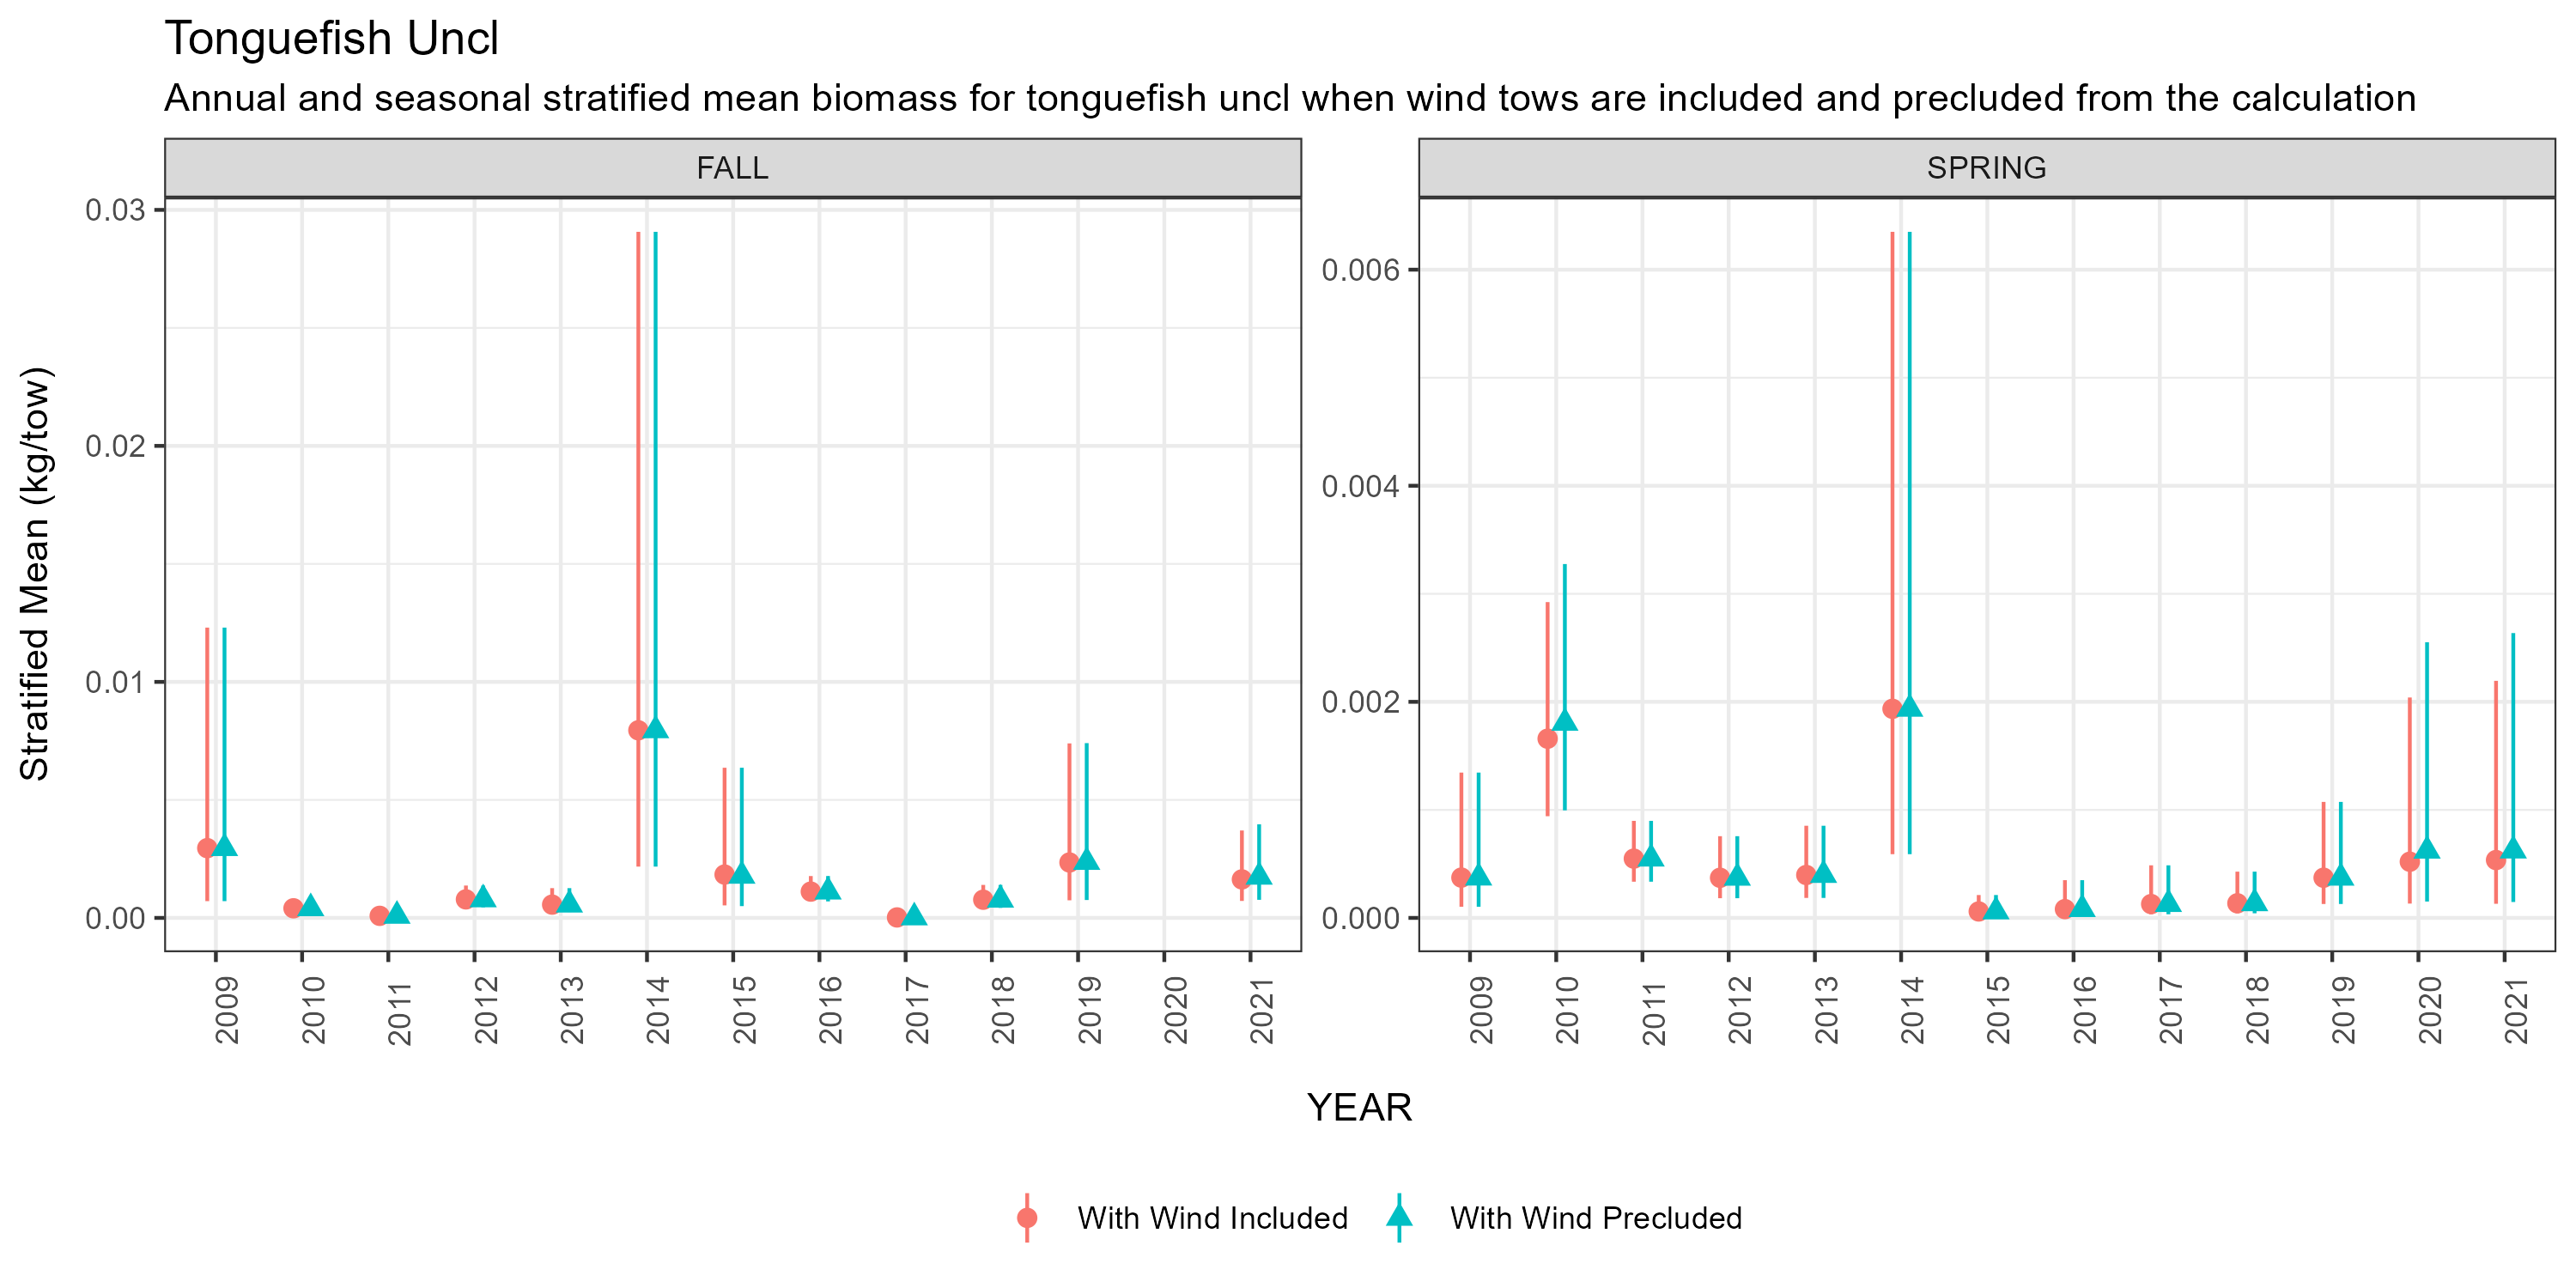 Tonguefish Uncl
Annual and seasonal stratified mean biomass for tonguefish uncl when wind tows are included and precluded from the calculation
FALL
SPRING
Stratified Mean (kg/tow)
0.03
0.02
0.01
0.00
0.006
0.004
0.002
0.000
2009 2010 2011 2012 2013 2014 2015 2016 2017 2018 2019 2020 2021
2009 2010 2011 2012 2013 2014 2015 2016 2017 2018 2019 2020 2021
YEAR
With Wind Included With Wind Precluded